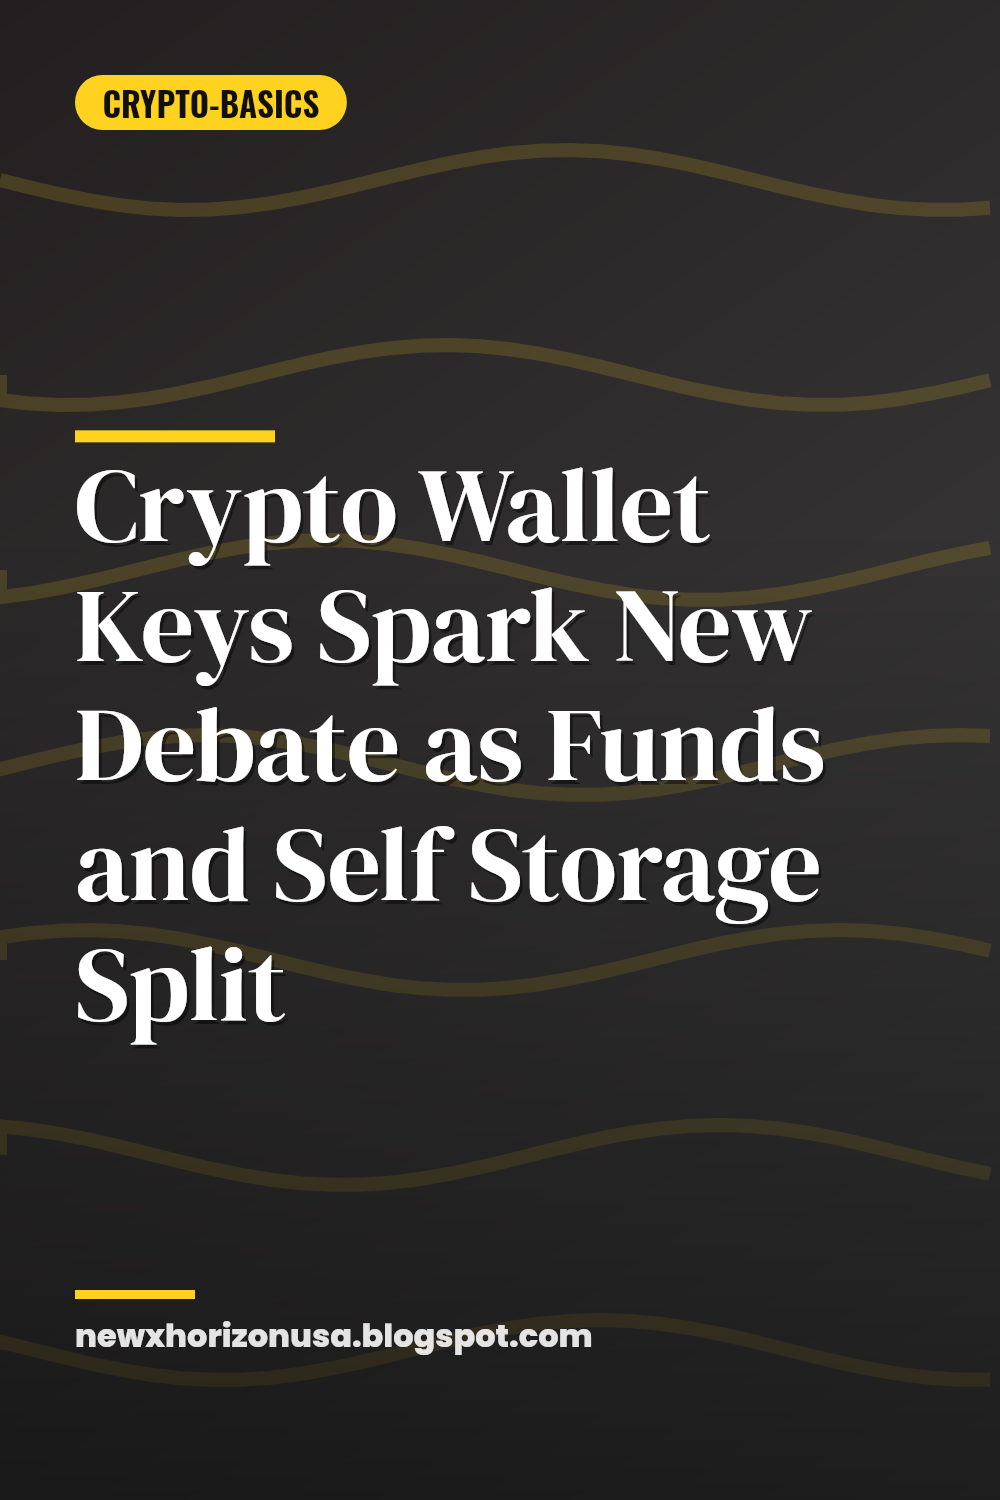 CRYPTO-BASICS
Crypto Wallet
Keys Spark New
Debate as Funds
and Self Storage
Split
newxhorizonusa.blogspot.com